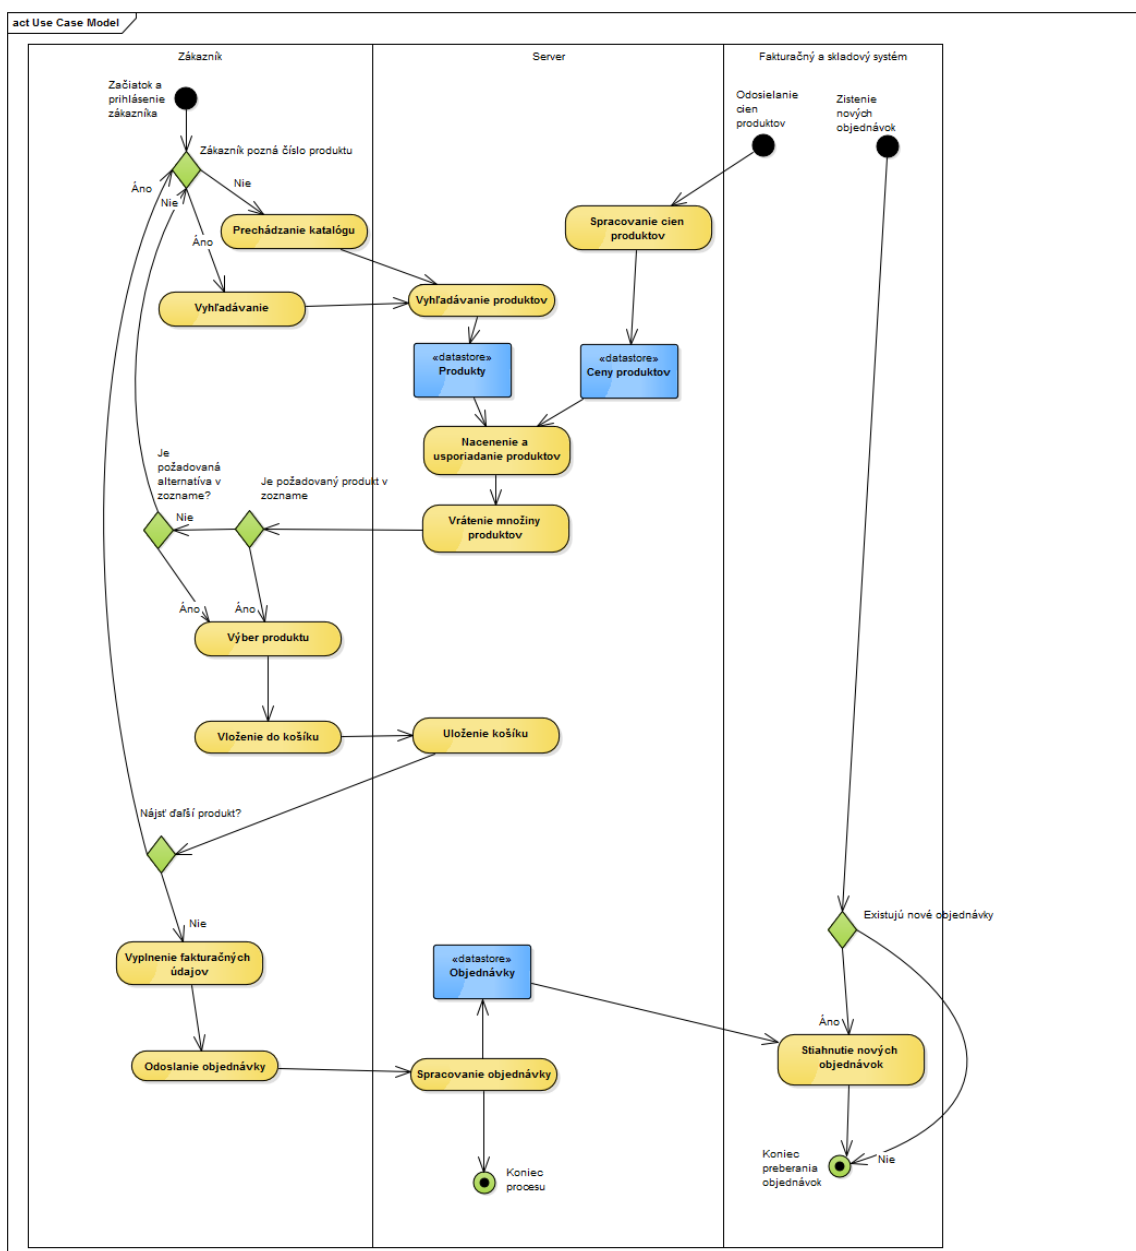 act Use Case Model
Zákazník
Server
Fakturačný a skladový systém
Začiatok a
prihlásenie
zákazníka
Odosielanie
cien
produktov
Zistenie
nových
objednávok
Zákazník pozná číslo produktu
Áno
Nie
Nie
Prechádzanie katalógu
Spracovanie cien
produktov
Áno
Vyhľadávanie
Vyhľadávanie produktov
«datastore»
Produkty
«datastore»
Ceny produktov
Nacenenie a
usporiadanie produktov
Je
požadovaná
alternatíva v
zozname?
Je požadovaný produkt v
zozname
Nie
Vrátenie množiny
produktov
Áno
Áno
Výber produktu
Vloženie do košíku
Uloženie košíku
Nájsť ďaľší produkt?
Nie
Existujú nové objednávky
Vyplnenie fakturačných
údajov
«datastore»
Objednávky
Áno
Stiahnutie nových
objednávok
Odoslanie objednávky
Spracovanie objednávky
Koniec
procesu
Koniec
preberania
objednávok
Nie